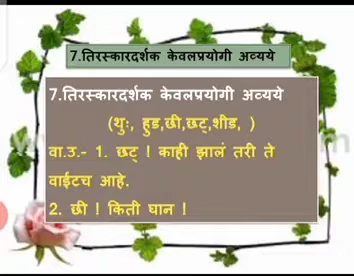 7.तिरस्कारदर्शक केवलप्रयोगी अव्यये
7.तिरस्कारदर्शक केवलप्रयोगी अव्यये
(थुः, हुड,छी,छट्,शीड, )
वा.उ.- 1. छट् ! काही झालं तरी ते
वाईटच आहे.
2. छी ! किती घान !